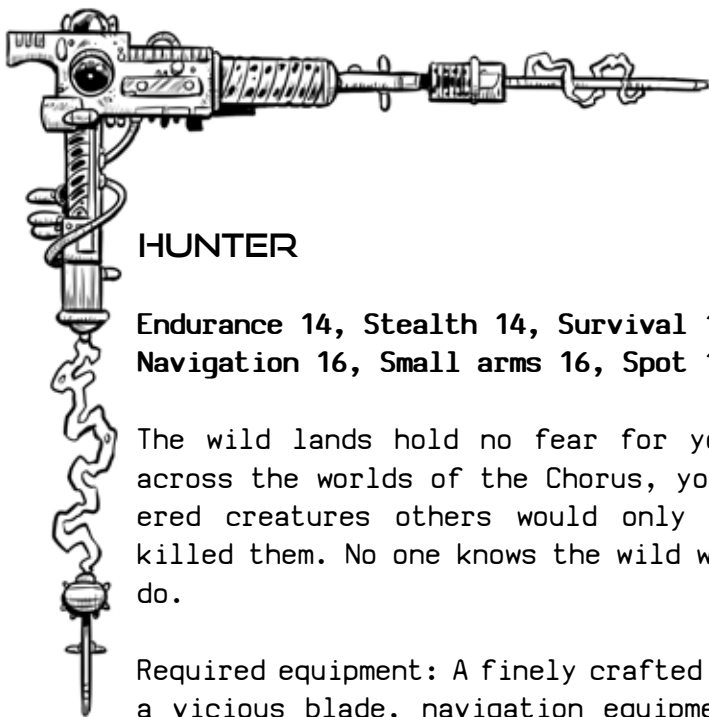 HUNTER
Endurance 14, Stealth 14, Survival
Navigation 16, Small arms 16, Spot
The wild lands hold no fear for
across the worlds of the Chorus,
ered creatures others would only
killed them. No one knows the wild
do.
Required equipment: A finely crafted
a vicious blade, navigation